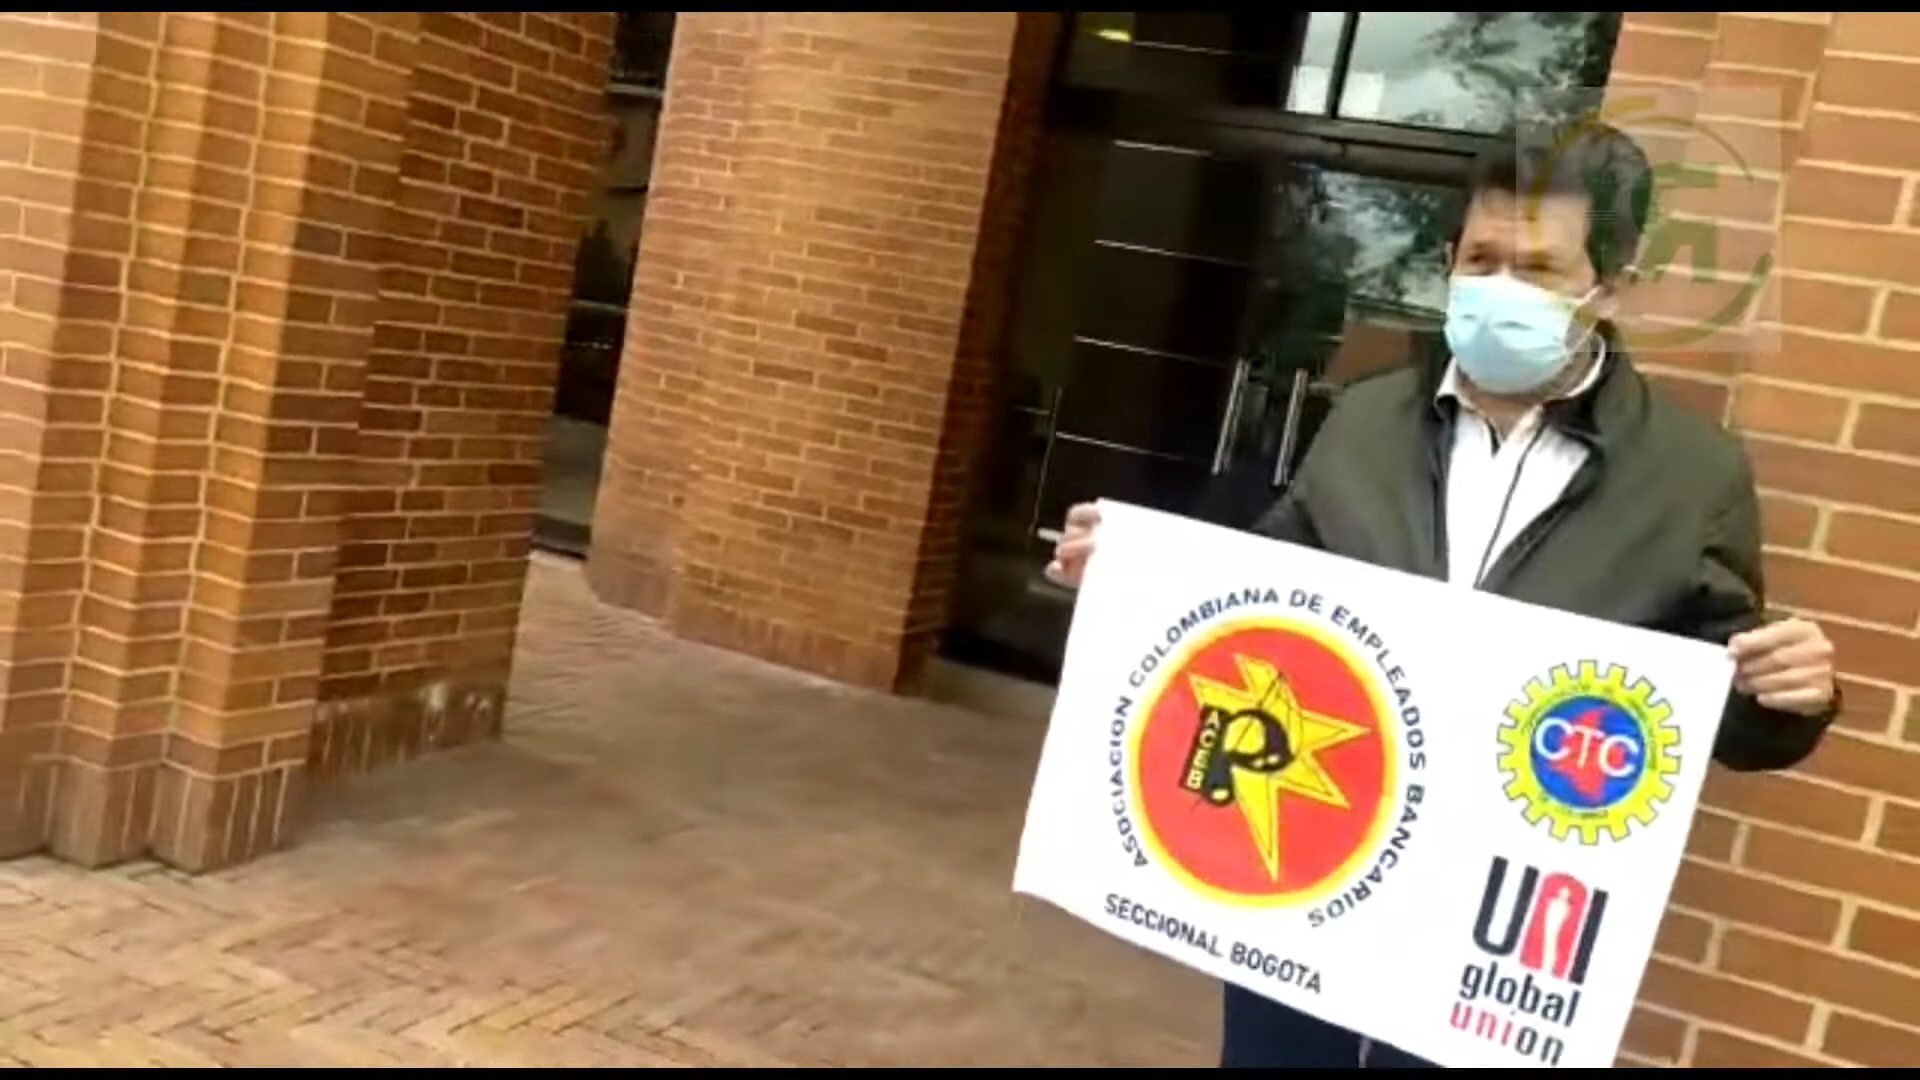 ASOCIACION COLOMBIANA DE EMPLEADOS BANCARIOS
ACEB
SECCIONAL BOGOTA
CTC
UNI
global
union